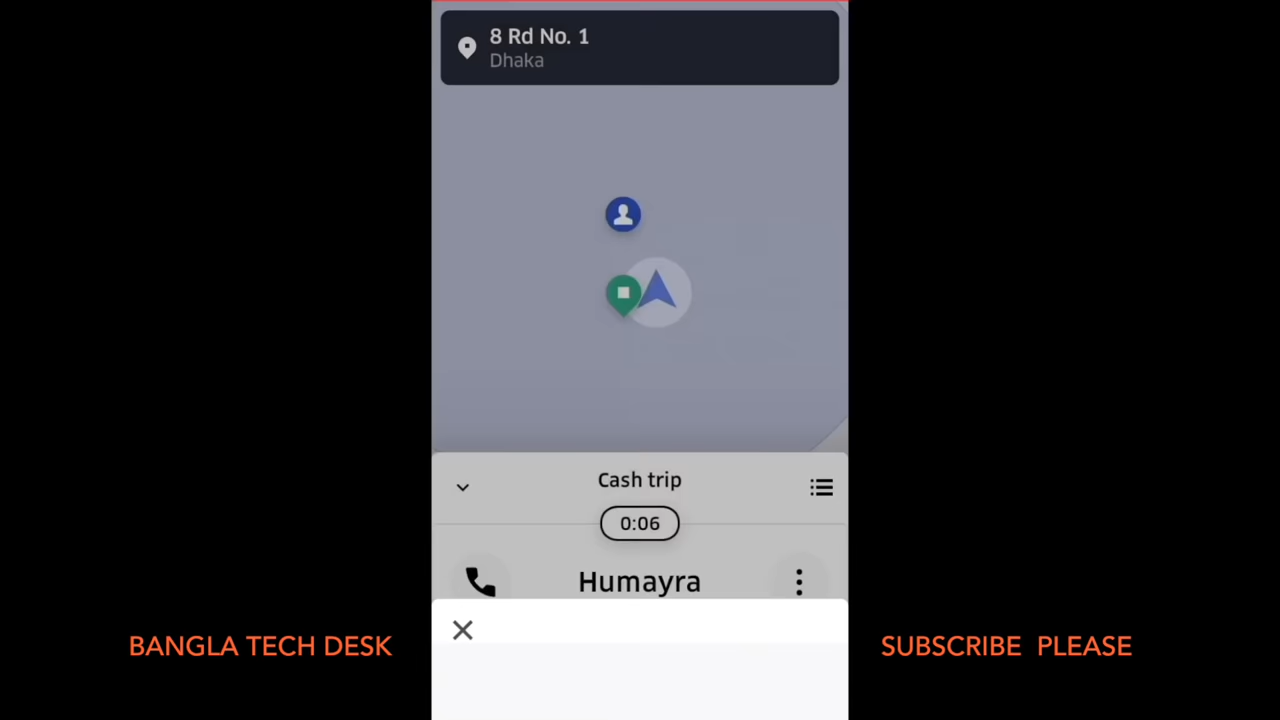 8 Rd No. 1
Dhaka
Cash trip
0:06
Humayra
BANGLA TECH DESK
SUBSCRIBE PLEASE